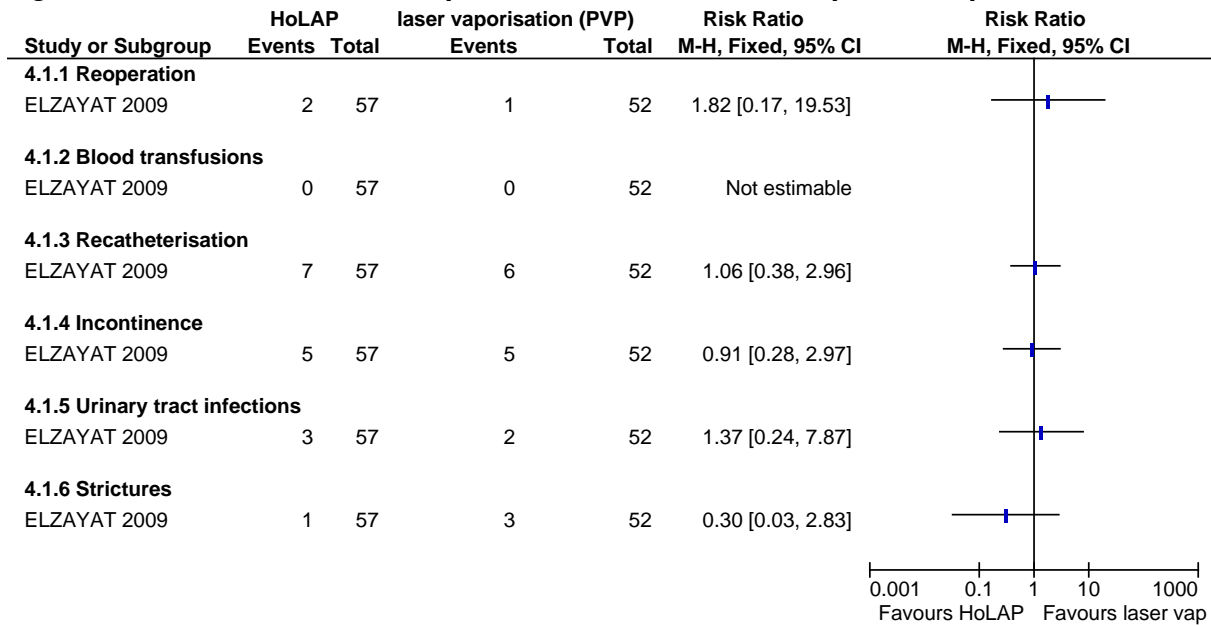 HoLAP laser vaporisation (PVP) Risk Ratio Risk Ratio
Study or Subgroup Events Total Events Total M-H, Fixed, 95% CI M-H, Fixed, 95% CI
4.1.1 Reoperation
ELZAYAT 2009 2 57 1 52 1.82 [0.17, 19.53]
4.1.2 Blood transfusions
ELZAYAT 2009 0 57 0 52 Not estimable
4.1.3 Recatheterisation
ELZAYAT 2009 7 57 6 52 1.06 [0.38, 2.96]
4.1.4 Incontinence
ELZAYAT 2009 5 57 5 52 0.91 [0.28, 2.97]
4.1.5 Urinary tract infections
ELZAYAT 2009 3 57 2 52 1.37 [0.24, 7.87]
4.1.6 Strictures
ELZAYAT 2009 1 57 3 52 0.30 [0.03, 2.83]
0.001 0.1 1 10 1000
Favours HoLAP Favours laser vap